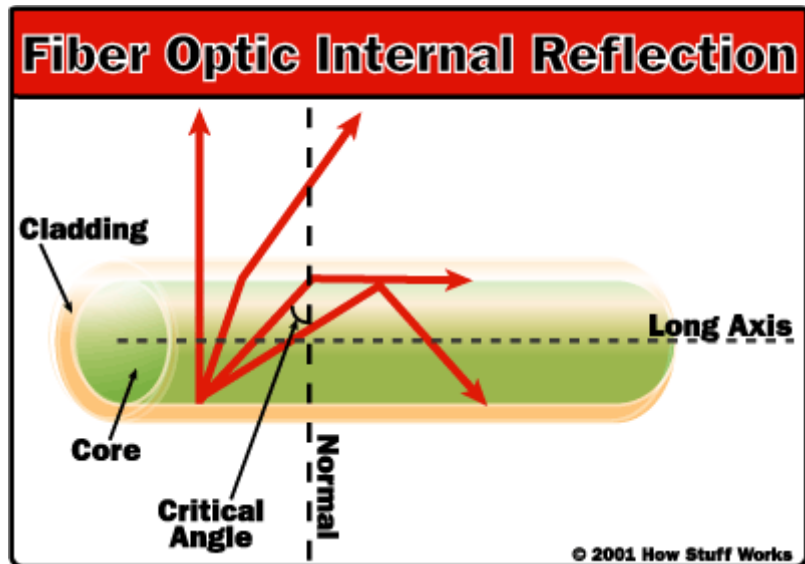 Fiber Optic Internal Reflection
Cladding
Long Axis
Core
Normal
Critical
Angle
© 2001 How Stuff Works